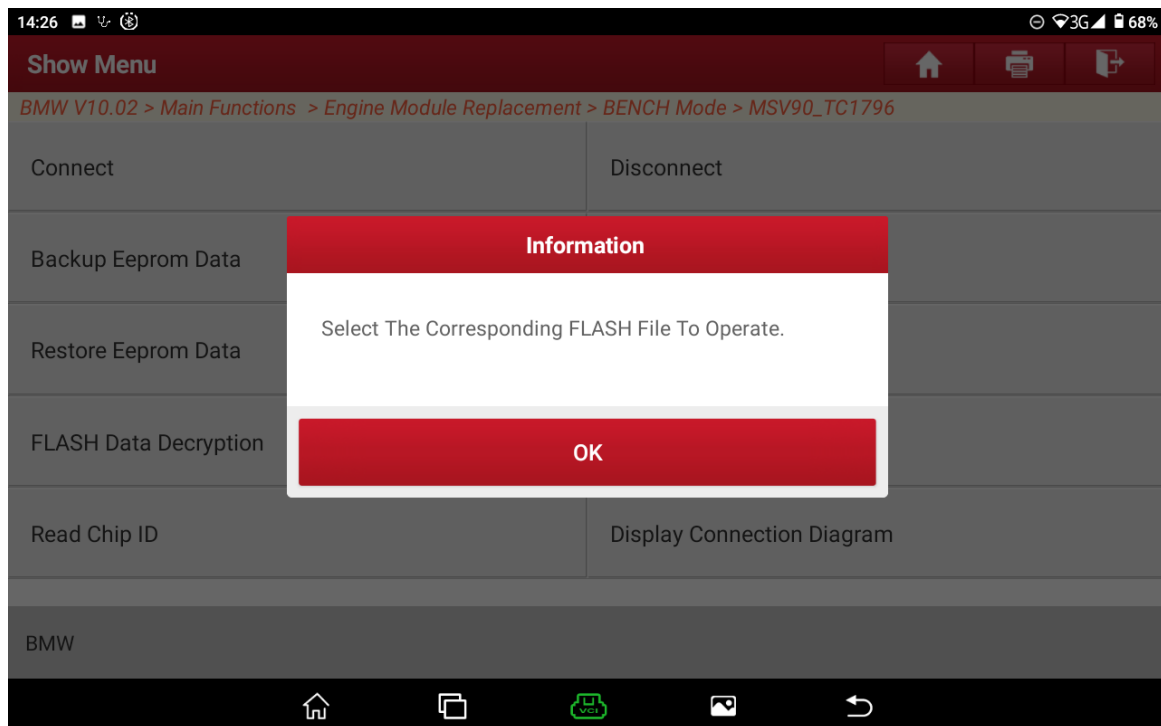 14:26
3G 68%
Show Menu
BMW V10.02 > Main Functions > Engine Module Replacement > BENCH Mode > MSV90_TC1796
Connect
Disconnect
Backup Eeprom Data
Information
Select The Corresponding FLASH File To Operate.
Restore Eeprom Data
FLASH Data Decryption
OK
Read Chip ID
Display Connection Diagram
BMW
VCI